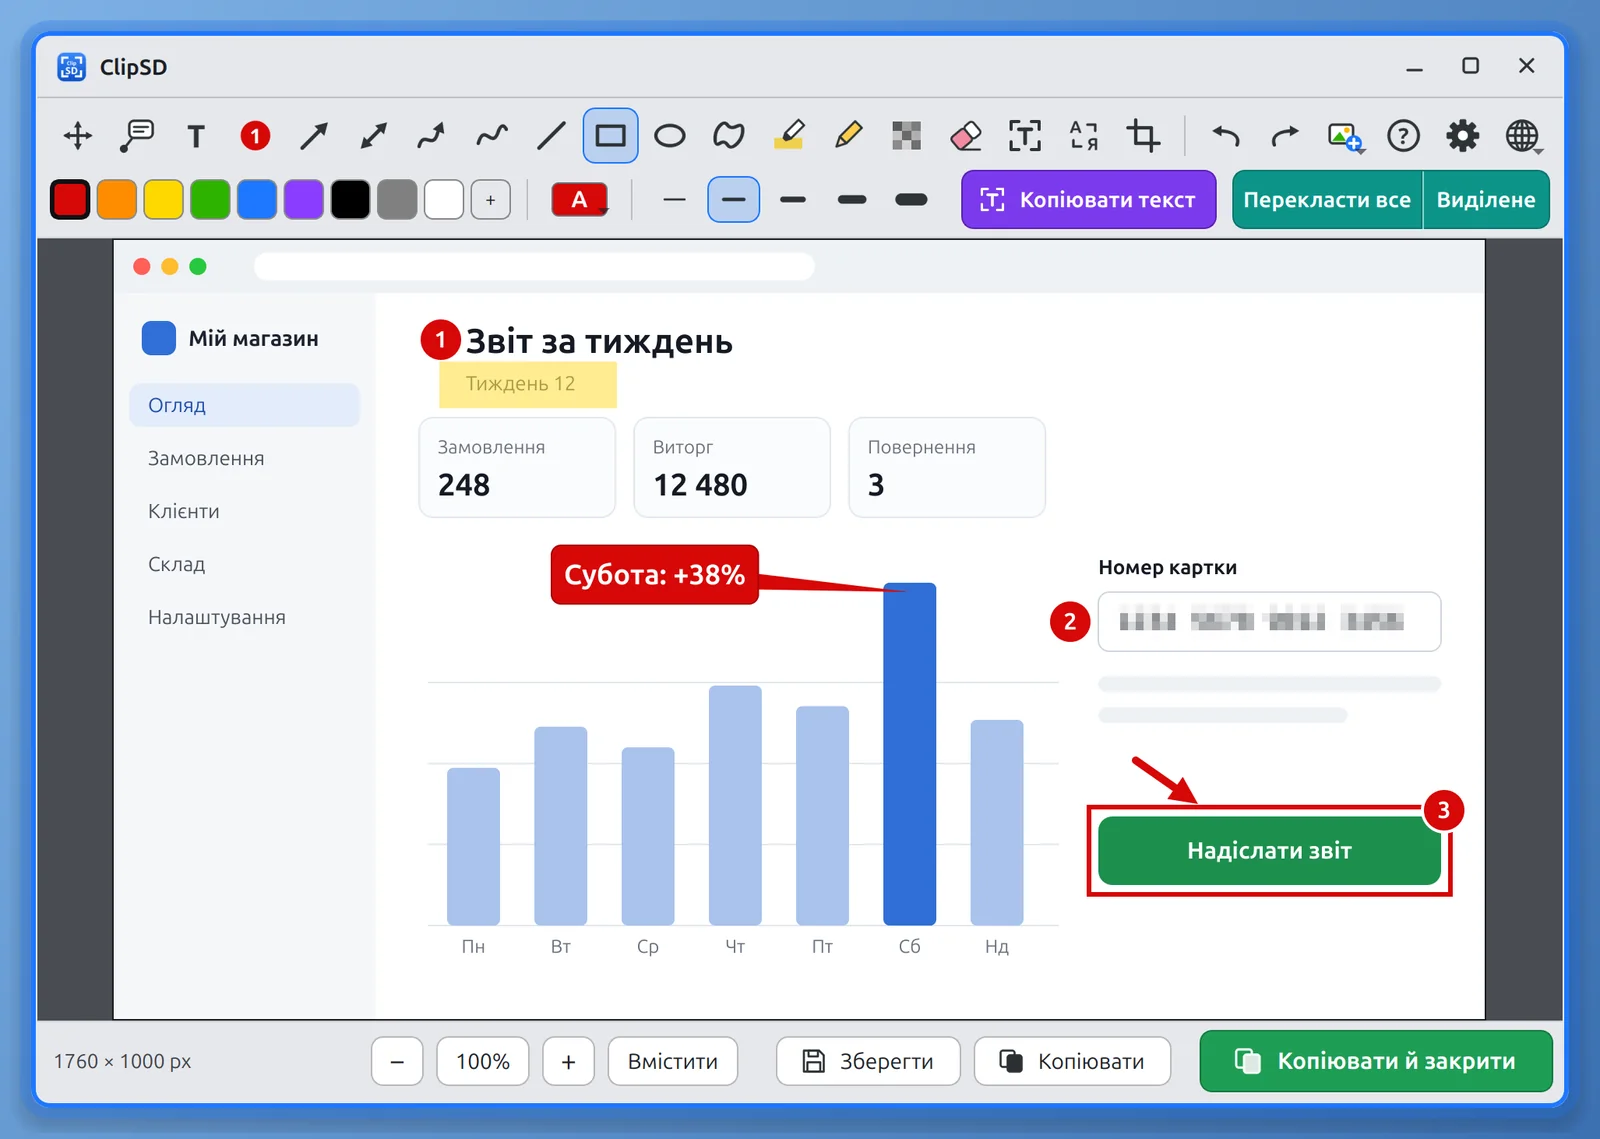 ClipSD
T
1
A
Копіювати текст
Перекласти все
Виділене
Мій магазин
Огляд
Замовлення
Клієнти
Склад
Налаштування
1
Звіт за тиждень
Тиждень 12
Замовлення
248
Виторг
12 480
Повернення
3
Субота: +38%
Пн
Вт
Ср
Чт
Пт
Сб
Нд
Номер картки
2
3
Надіслати звіт
1760 × 1000 px
−
100%
+
Вмістити
Зберегти
Копіювати
Копіювати й закрити